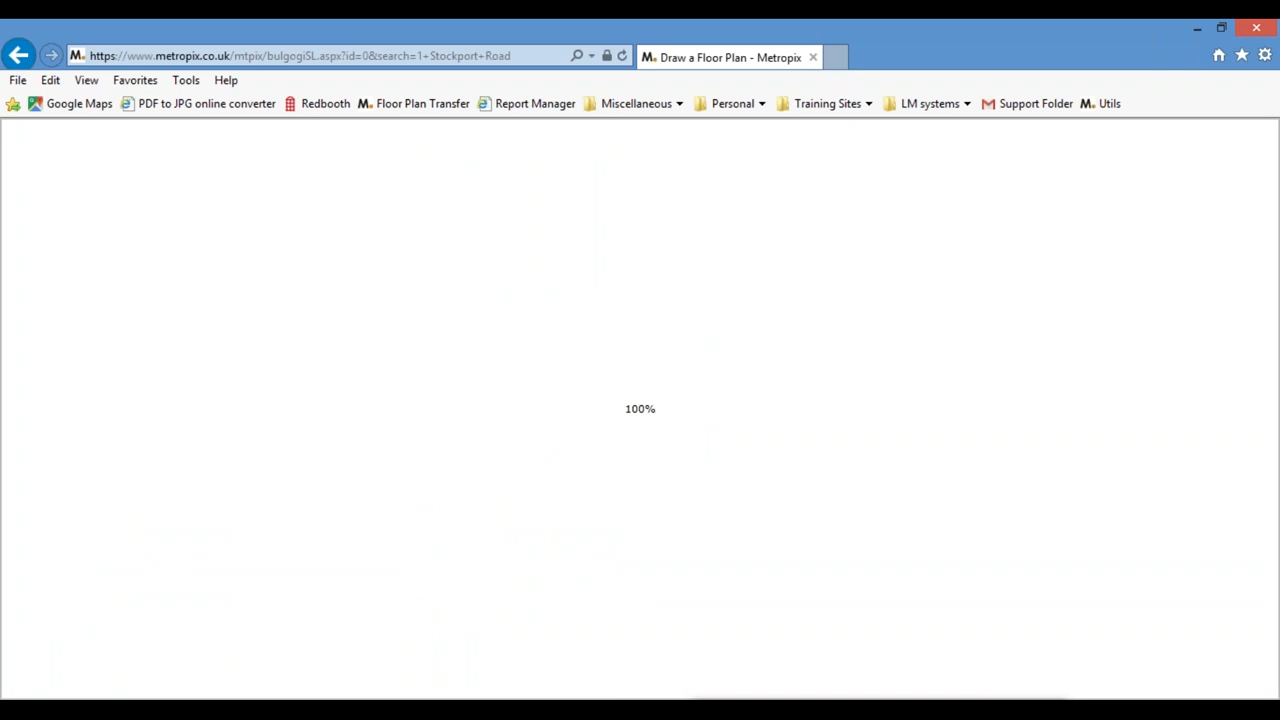 https://www.metropix.co.uk/mtpix/bulgogiSL.aspx?id=0&search=1+Stockport+Road
M. Draw a Floor Plan - Metropix
File Edit View Favorites Tools Help
Google Maps PDF to JPG online converter Redbooth M. Floor Plan Transfer Report Manager Miscellaneous Personal Training Sites LM systems Support Folder M. Utils
100%